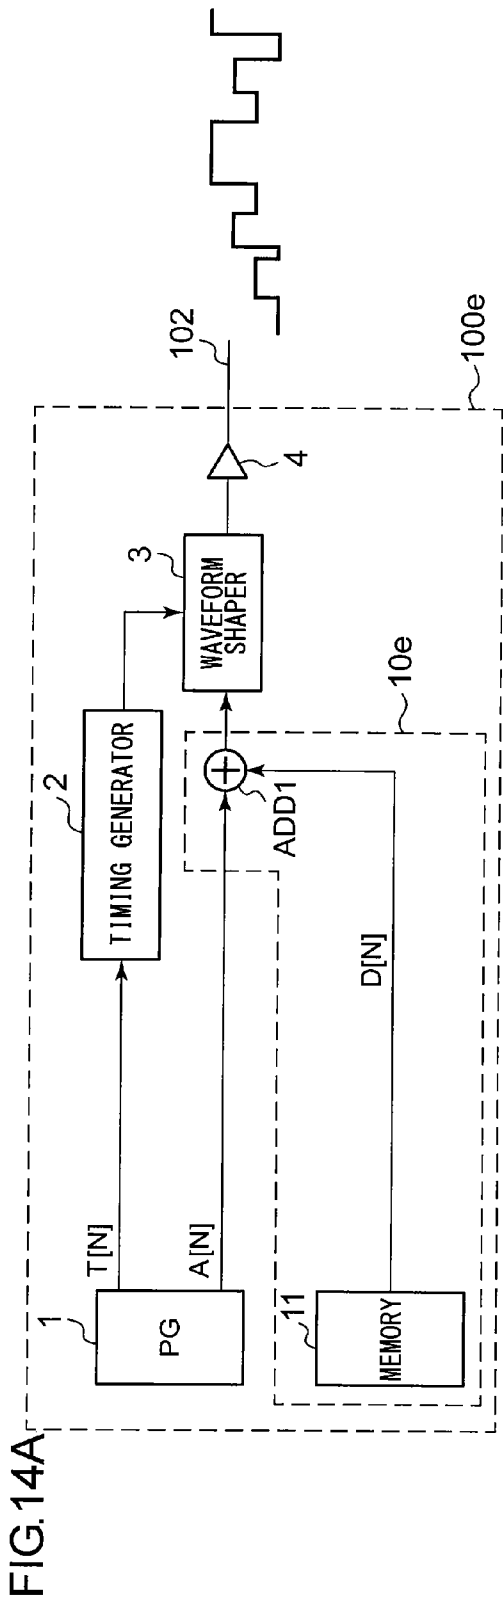 FIG.14A
1
PG
T[N]
A[N]
2
TIMING GENERATOR
3
WAVEFORM
SHAPER
4
102
ADD1
10e
100e
11
MEMORY
D[N]